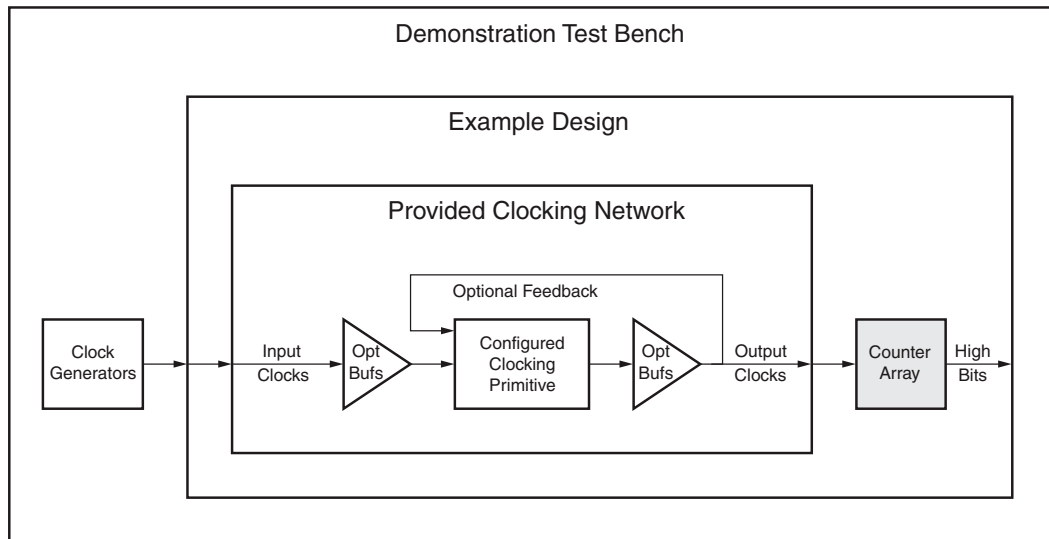 Demonstration Test Bench
Example Design
Provided Clocking Network
Optional Feedback
Clock
Generators
Input
Clocks
Opt
Bufs
Configured
Clocking
Primitive
Opt
Bufs
Output
Clocks
Counter
Array
High
Bits